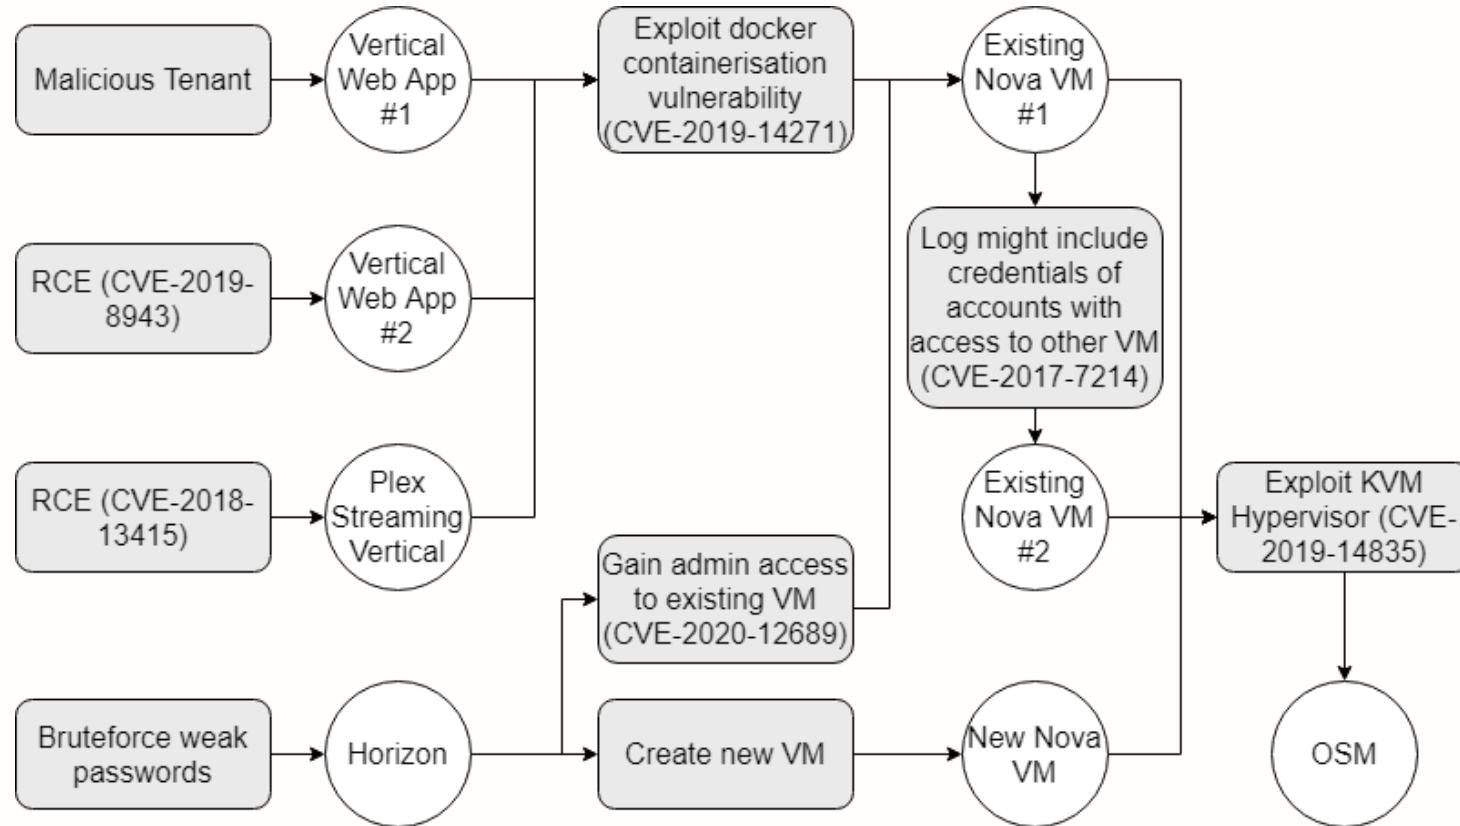 Malicious Tenant
Vertical
Web App
#1
Exploit docker
containerisation
vulnerability
(CVE-2019-14271)
Existing
Nova VM
#1
RCE (CVE-2019-
8943)
Vertical
Web App
#2
Log might include
credentials of
accounts with
access to other VM
(CVE-2017-7214)
RCE (CVE-2018-
13415)
Plex
Streaming
Vertical
Existing
Nova VM
#2
Exploit KVM
Hypervisor (CVE-
2019-14835)
Gain admin access
to existing VM
(CVE-2020-12689)
Bruteforce weak
passwords
Horizon
Create new VM
New Nova
VM
OSM